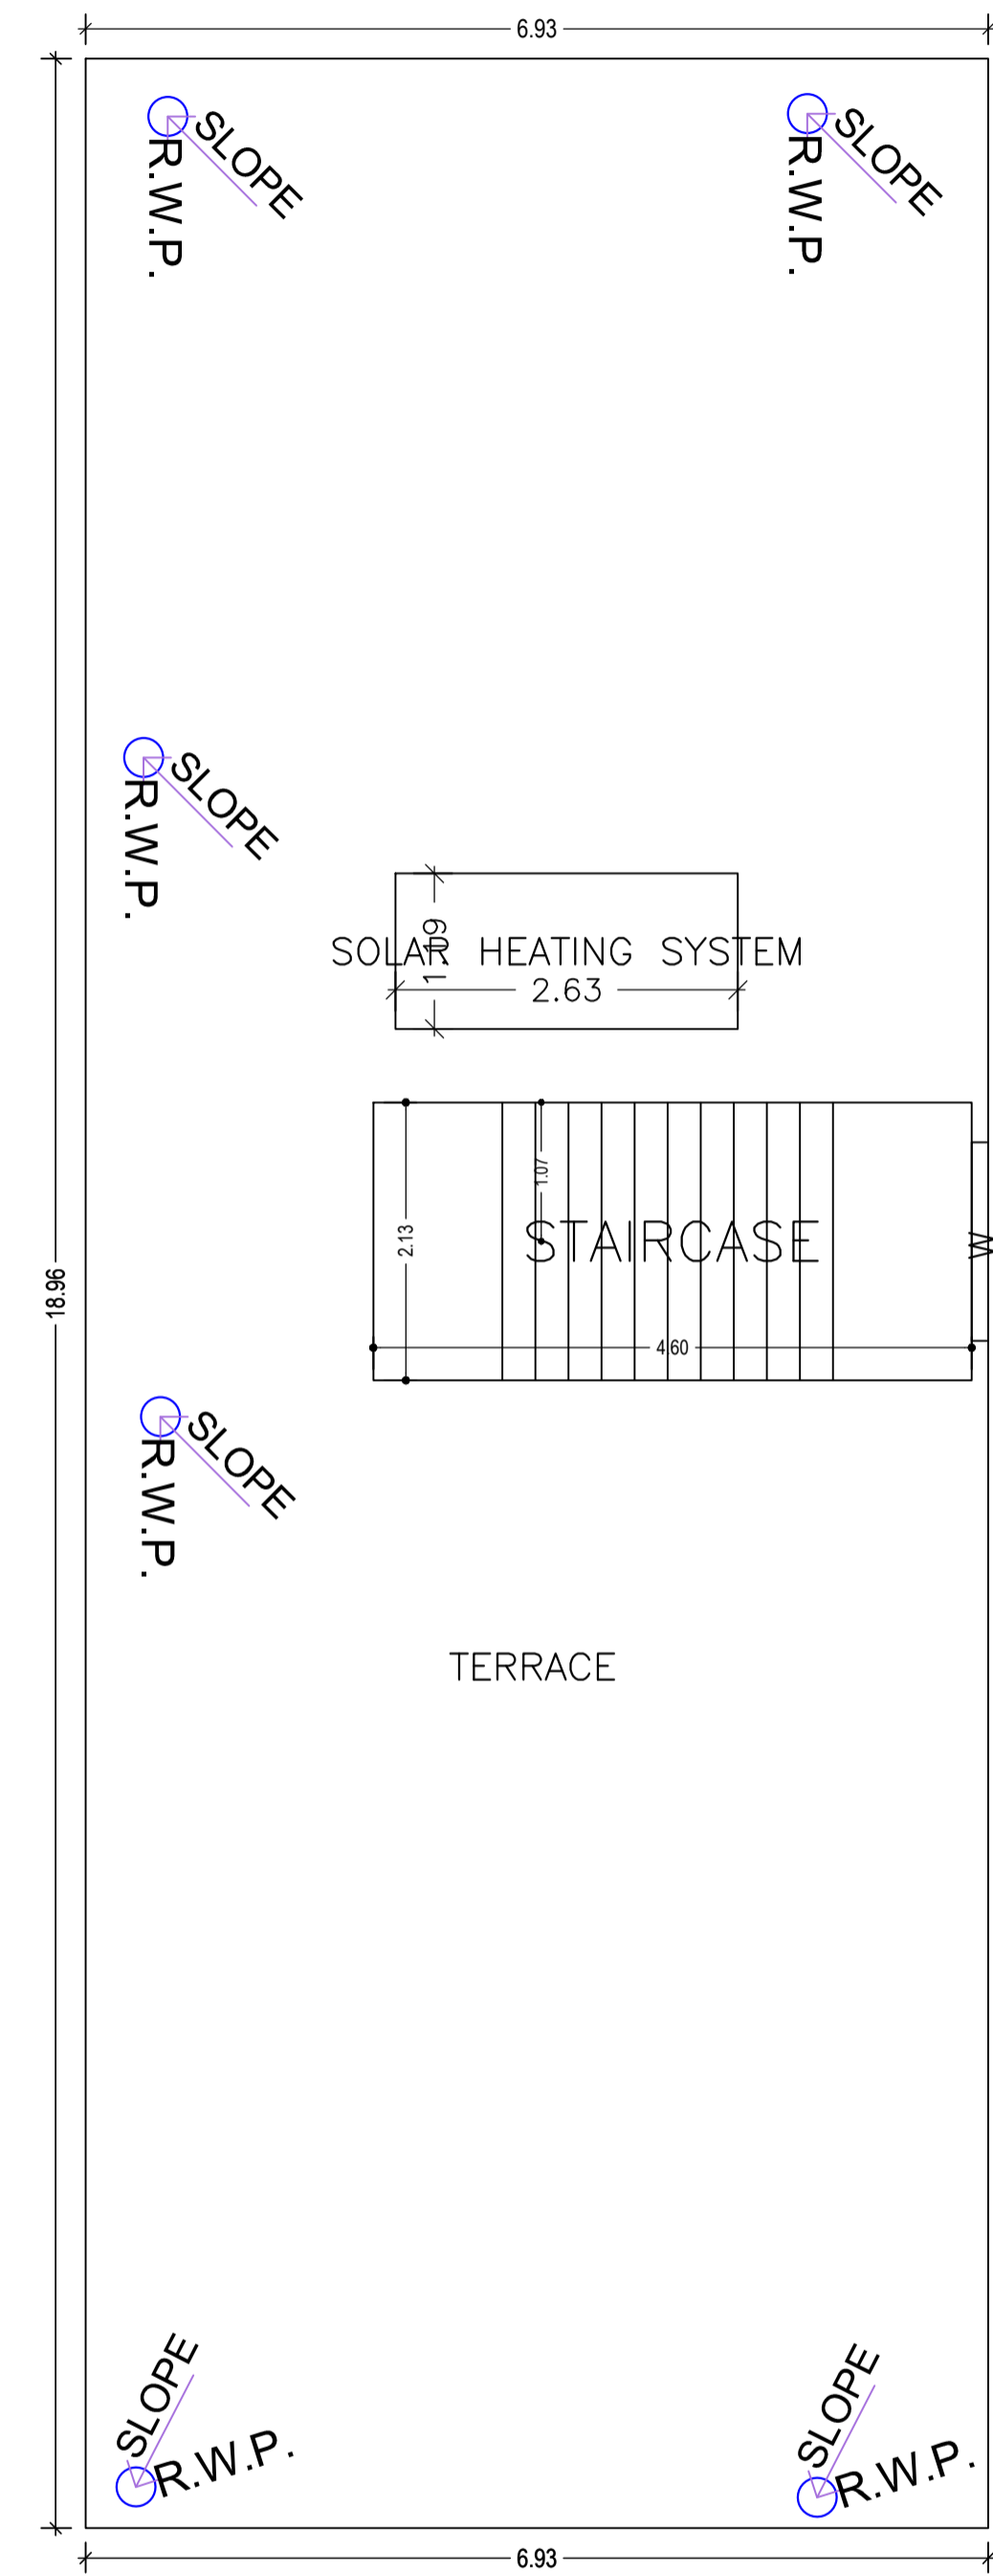 6.93
SLOPE
R.W.P.
SLOPE
R.W.P.
SLOPE
R.W.P.
1.19
SOLAR HEATING SYSTEM
2.63
1.07
2.13
STAIRCASE
W
18.96
4.60
SLOPE
R.W.P.
TERRACE
SLOPE
R.W.P.
SLOPE
R.W.P.
6.93